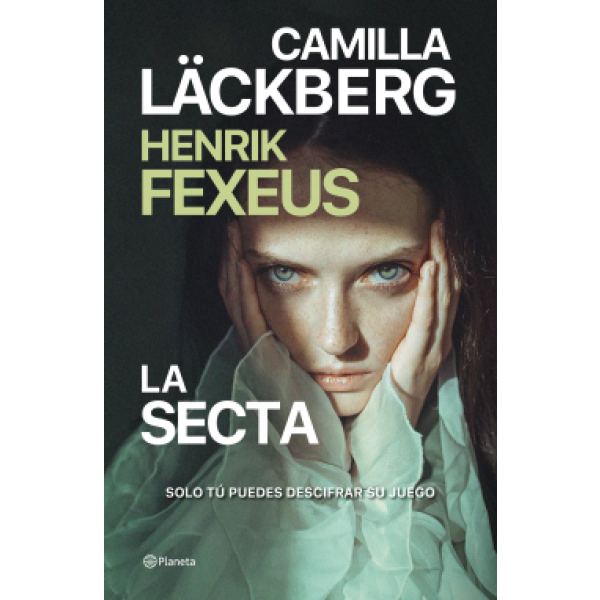 CAMILLA
LÄCKBERG
HENRIK
FEXEUS
LA
SECTA
SOLO TÚ PUEDES DESCIFRAR SU JUEGO
Planeta